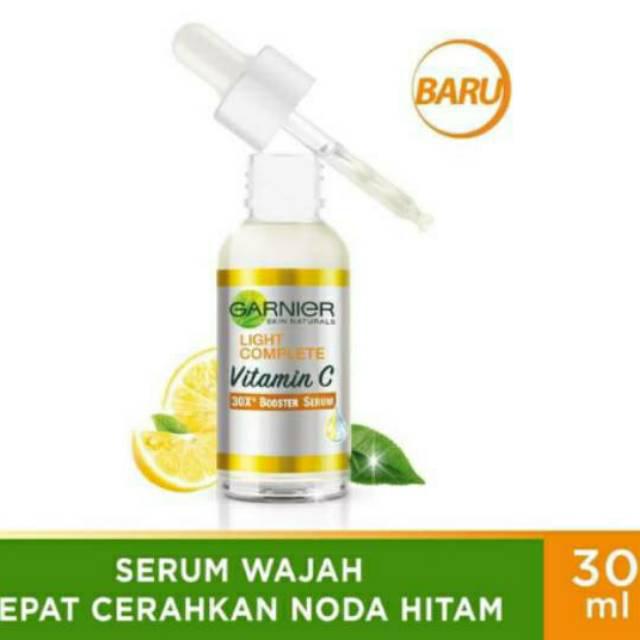 BARU
GARNIER
SKIN NATURALS
LIGHT
COMPLETE
Vitamin C
30X* BOOSTER SERUM
SERUM WAJAH
EPAT CERAHKAN NODA HITAM
30
ml